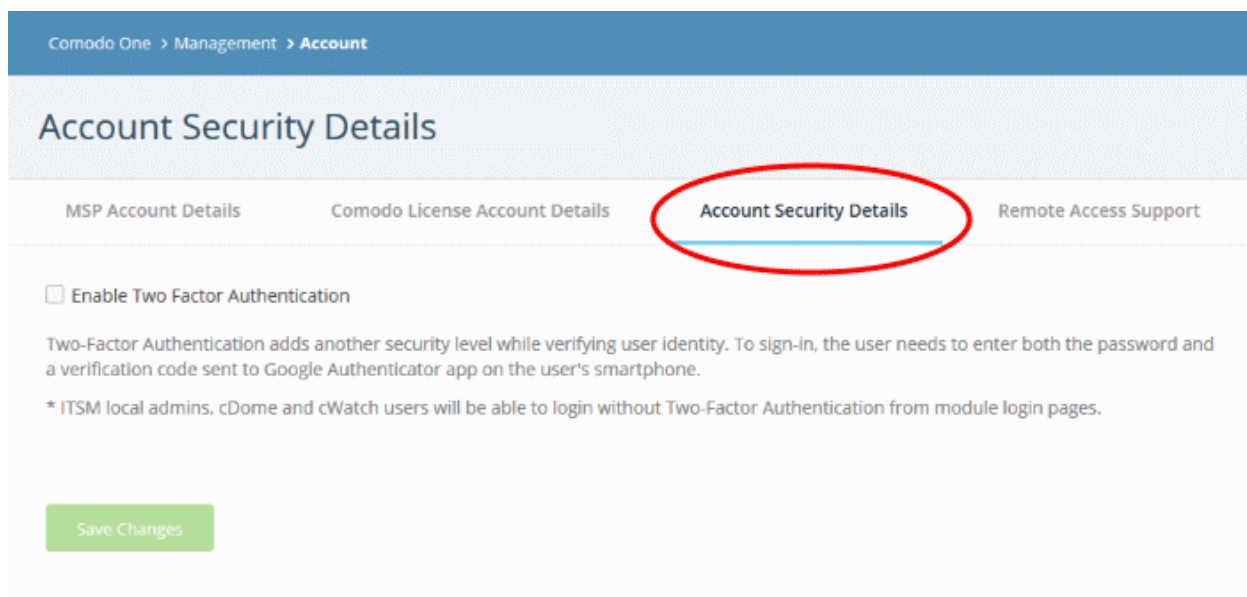 Comodo One > Management > Account
Account Security Details
MSP Account Details Comodo License Account Details Account Security Details Remote Access Support
Enable Two Factor Authentication
Two-Factor Authentication adds another security level while verifying user identity. To sign-in, the user needs to enter both the password and
a verification code sent to Google Authenticator app on the user's smartphone.
* ITSM local admins, cDome and cWatch users will be able to login without Two-Factor Authentication from module login pages.
Save Changes